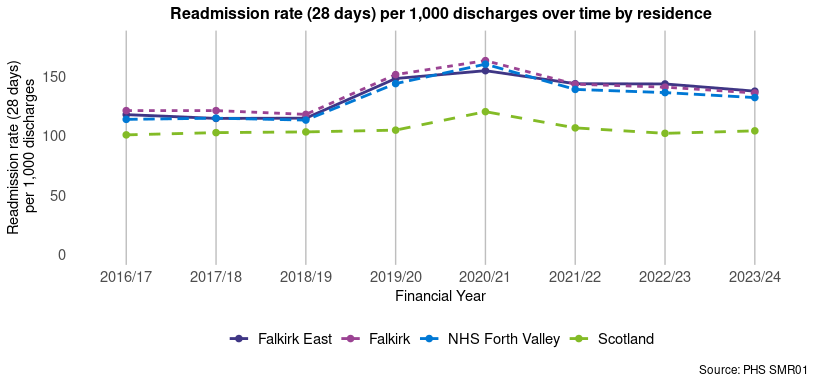 Readmission rate (28 days) per 1,000 discharges over time by residence
Readmission rate (28 days)
per 1,000 discharges
150
100
50
0
2016/17 2017/18 2018/19 2019/20 2020/21 2021/22 2022/23 2023/24
Financial Year
Falkirk East Falkirk NHS Forth Valley Scotland
Source: PHS SMR01